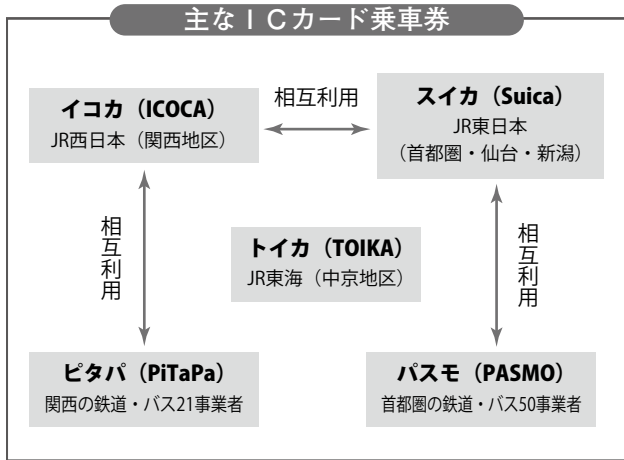 主なＩＣカード乗車券
イコカ（ICOCA）
JR西日本（関西地区）
相互利用
スイカ（Suica）
JR東日本
（首都圏・仙台・新潟）
相互利用
トイカ（TOIKA）
JR東海（中京地区）
相互利用
ピタパ（PiTaPa）
関西の鉄道・バス21事業者
パスモ（PASMO）
首都圏の鉄道・バス50事業者